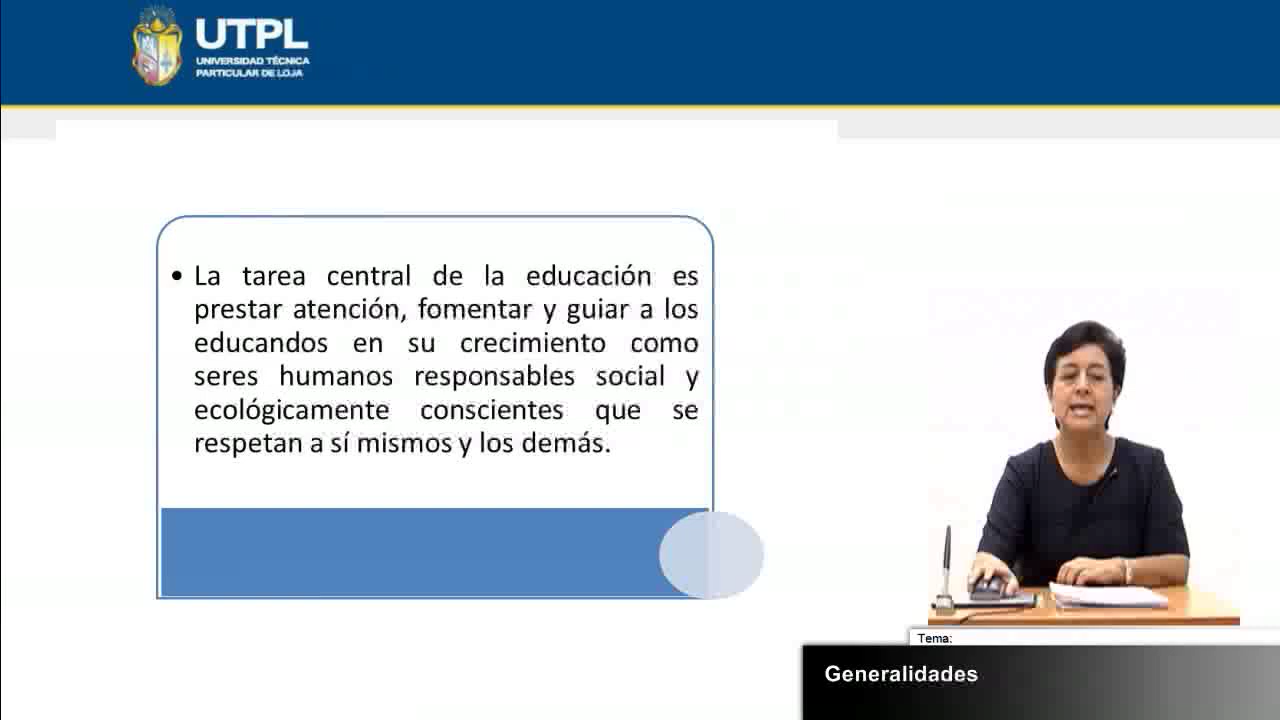 UTPL
UNIVERSIDAD TÉCNICA
PARTICULAR DE LOJA
• La tarea central de la educación es
prestar atención, fomentar y guiar a los
educandos en su crecimiento como
seres humanos responsables social y
ecológicamente conscientes que se
respetan a sí mismos y los demás.
Tema:
Generalidades